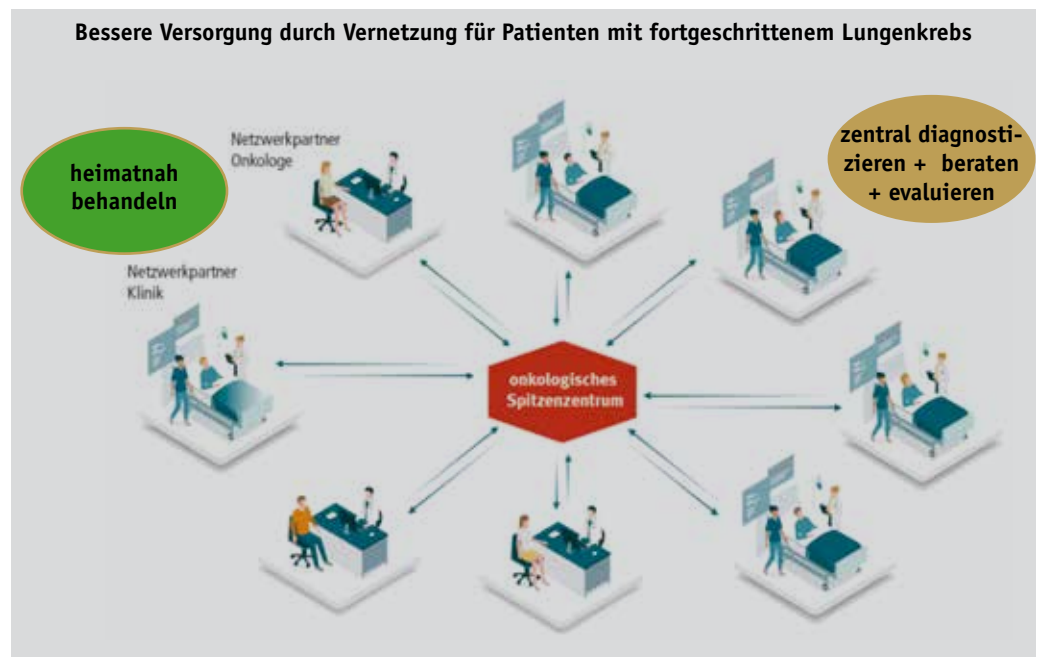 Bessere Versorgung durch Vernetzung für Patienten mit fortgeschrittenem Lungenkrebs
heimatnah
behandeln
Netzwerkpartner
Onkologe
zentral diagnosti-
zieren + beraten
+ evaluieren
Netzwerkpartner
Klinik
onkologisches
Spitzenzentrum